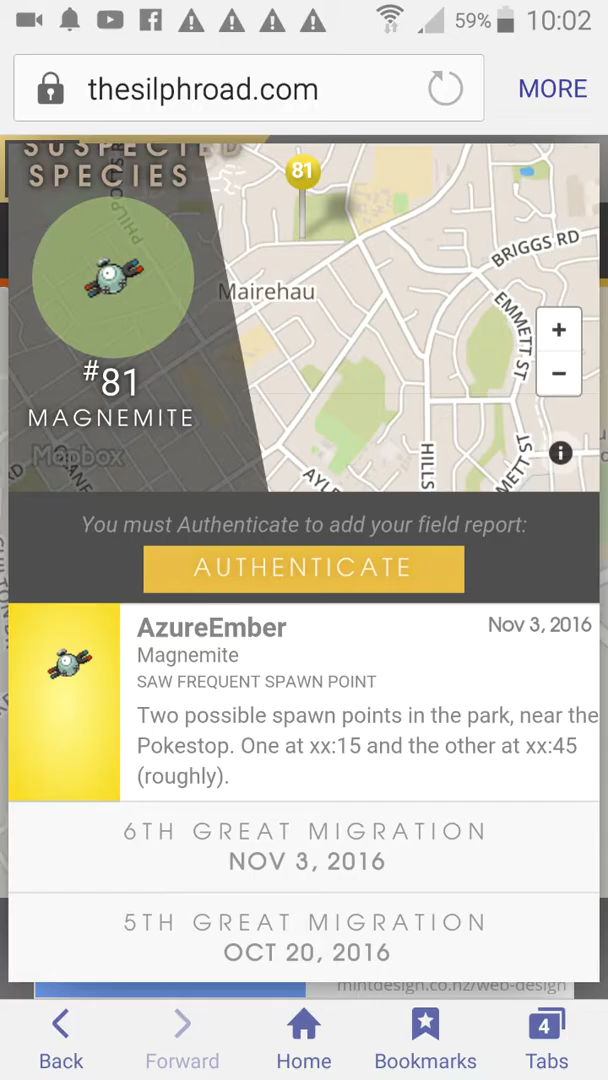 59% 10:02
thesilphroad.com
MORE
SUSPECTED
SPECIES
81
BRIGGS RD
Mairehau
EMMETT ST
+
−
#81
MAGNEMITE
Mapbox
i
HILLS
You must Authenticate to add your field report:
AUTHENTICATE
AzureEmber
Nov 3, 2016
Magnemite
SAW FREQUENT SPAWN POINT
Two possible spawn points in the park, near the
Pokestop. One at xx:15 and the other at xx:45
(roughly).
6TH GREAT MIGRATION
NOV 3, 2016
5TH GREAT MIGRATION
OCT 20, 2016
mintdesign.co.nz/web-design
4
Back Forward Home Bookmarks Tabs